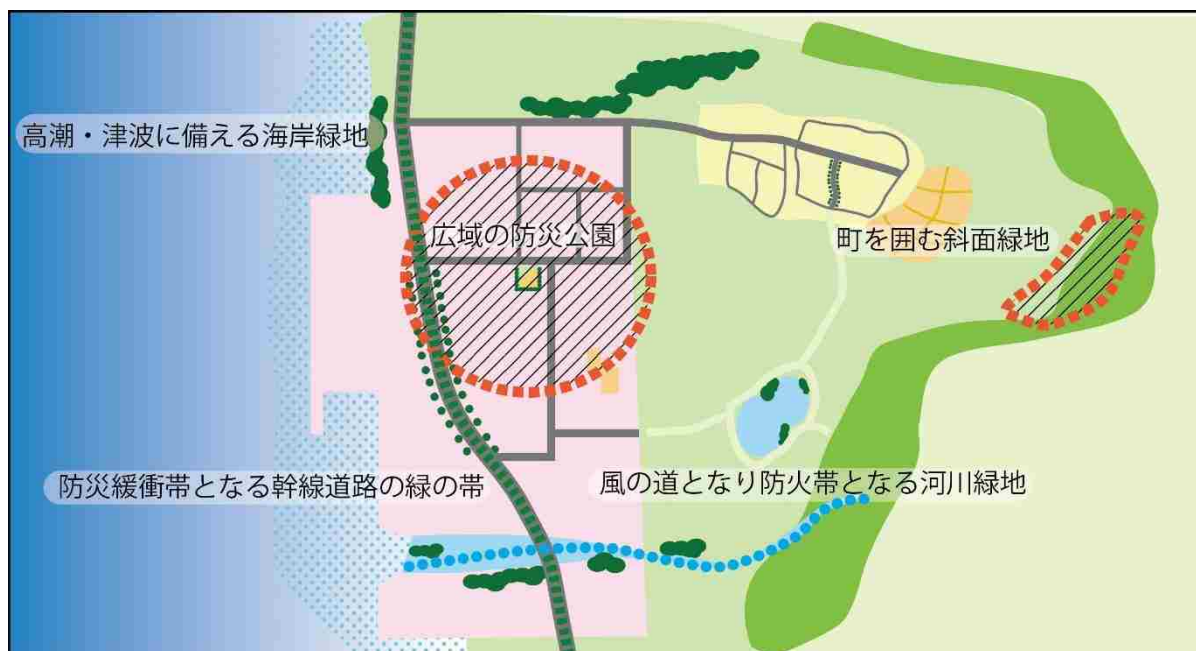 高潮・津波に備える海岸緑地
広域の防災公園
町を囲む斜面緑地
防災緩衝帯となる幹線道路の緑の帯
風の道となり防火帯となる河川緑地